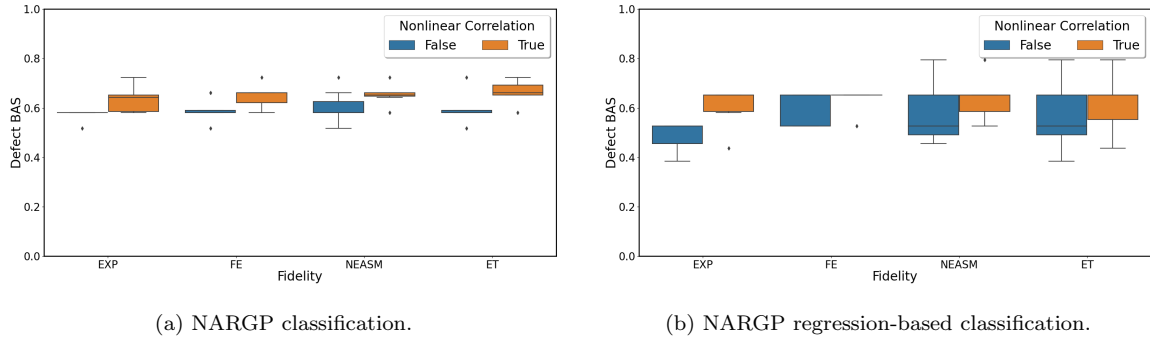 1.0
0.8
0.6
0.4
0.2
0.0
Defect BAS
Nonlinear Correlation
False True
EXP FE NEASM ET
Fidelity
(a) NARGP classification.
1.0
0.8
0.6
0.4
0.2
0.0
Defect BAS
Nonlinear Correlation
False True
EXP FE NEASM ET
Fidelity
(b) NARGP regression-based classification.